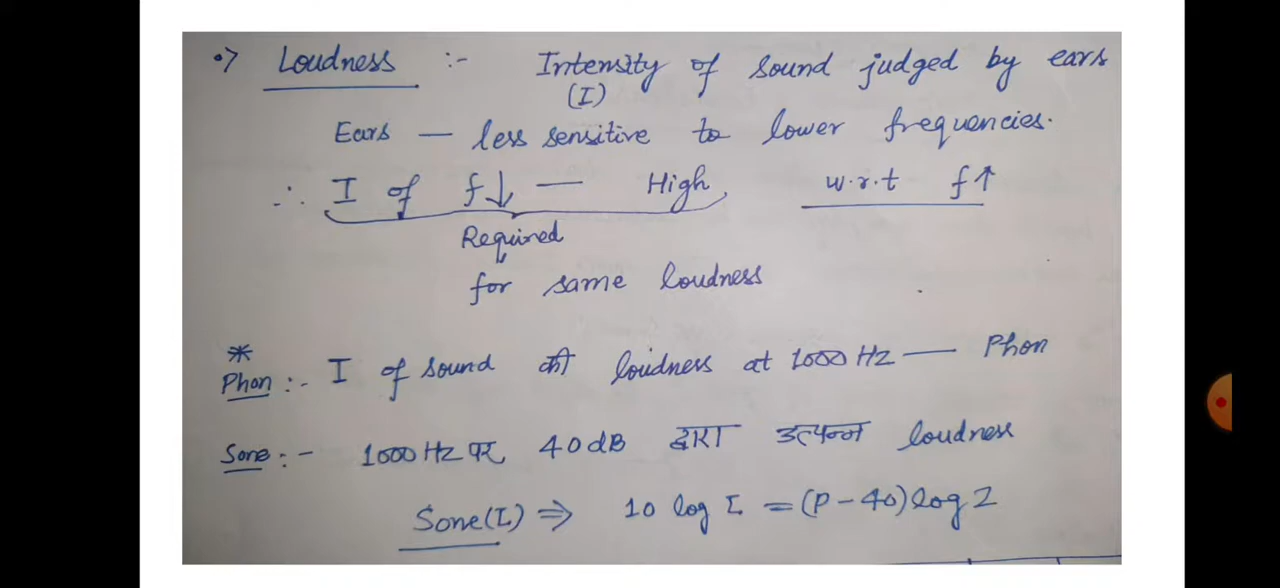 •) Loudness :- Intensity of sound judged by ears
(I)
Ears — less sensitive to lower frequencies.
∴ I of f↓ — High w.r.t f↑
Required
for same loudness
*
Phon :- I of sound की loudness at 1000 Hz — Phon
Sone :- 1000 Hz पर 40 dB द्वारा उत्पन्न loudness
Sone (L) ⇒ 10 log L = (P - 40) log 2